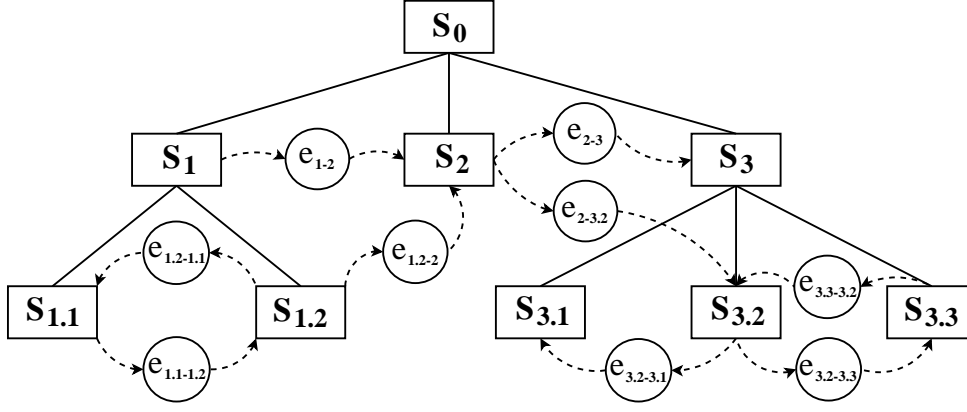 S0
e2-3
S1
e1-2
S2
S3
e2-3.2
e1.2-1.1
e1.2-2
e3.3-3.2
S1.1
S1.2
S3.1
S3.2
S3.3
e1.1-1.2
e3.2-3.1
e3.2-3.3